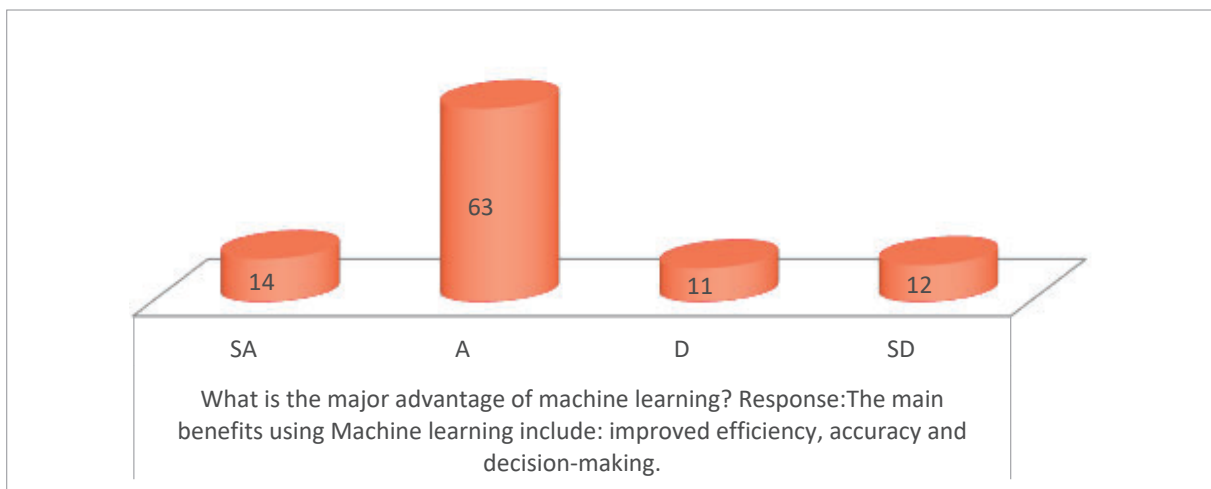 63
14
11
12
SA A D SD
What is the major advantage of machine learning? Response:The main
benefits using Machine learning include: improved efficiency, accuracy and
decision-making.